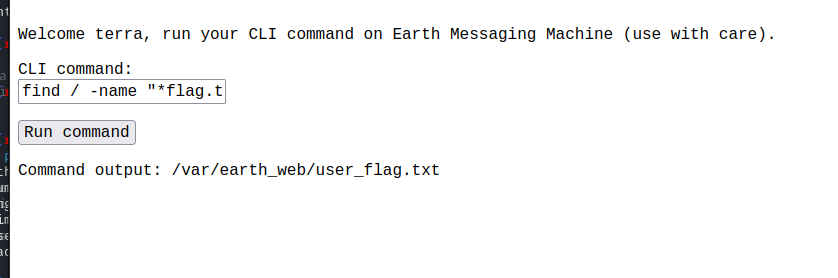 Welcome terra, run your CLI command on Earth Messaging Machine (use with care).
CLI command:
find / -name "*flag.t
Run command
Command output: /var/earth_web/user_flag.txt